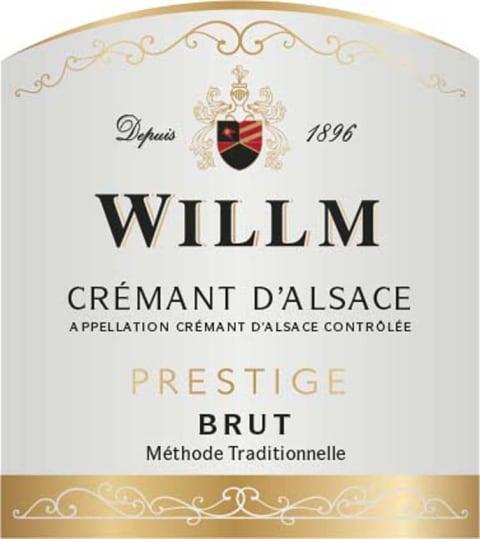 Depuis 1896
WILLM
CRÉMANT D'ALSACE
APPELLATION CRÉMANT D'ALSACE CONTRÔLÉE
PRESTIGE
BRUT
Méthode Traditionnelle